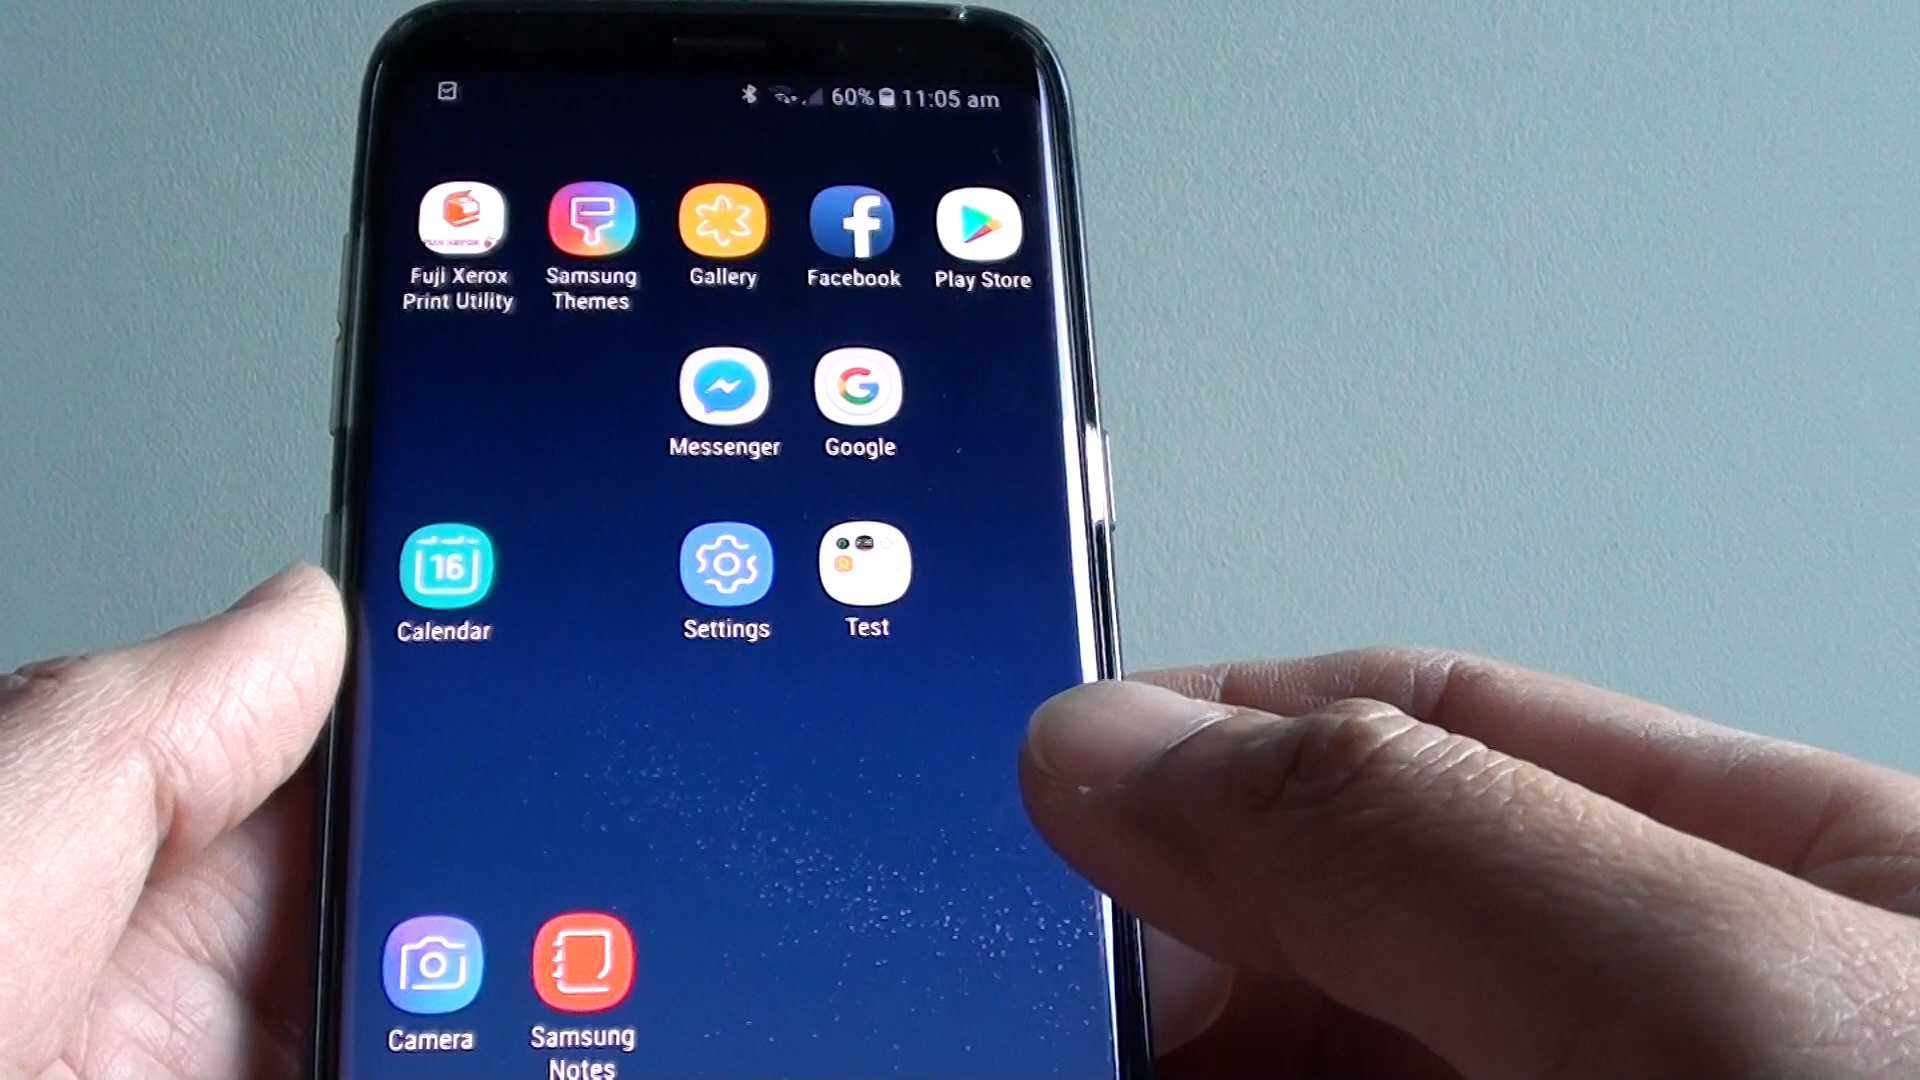 60% 11:05 am
Fuji Xerox
Print Utility
Samsung
Themes
Gallery
Facebook
Play Store
Messenger
Google
16
Calendar
Settings
Test
Camera
Samsung
Notes